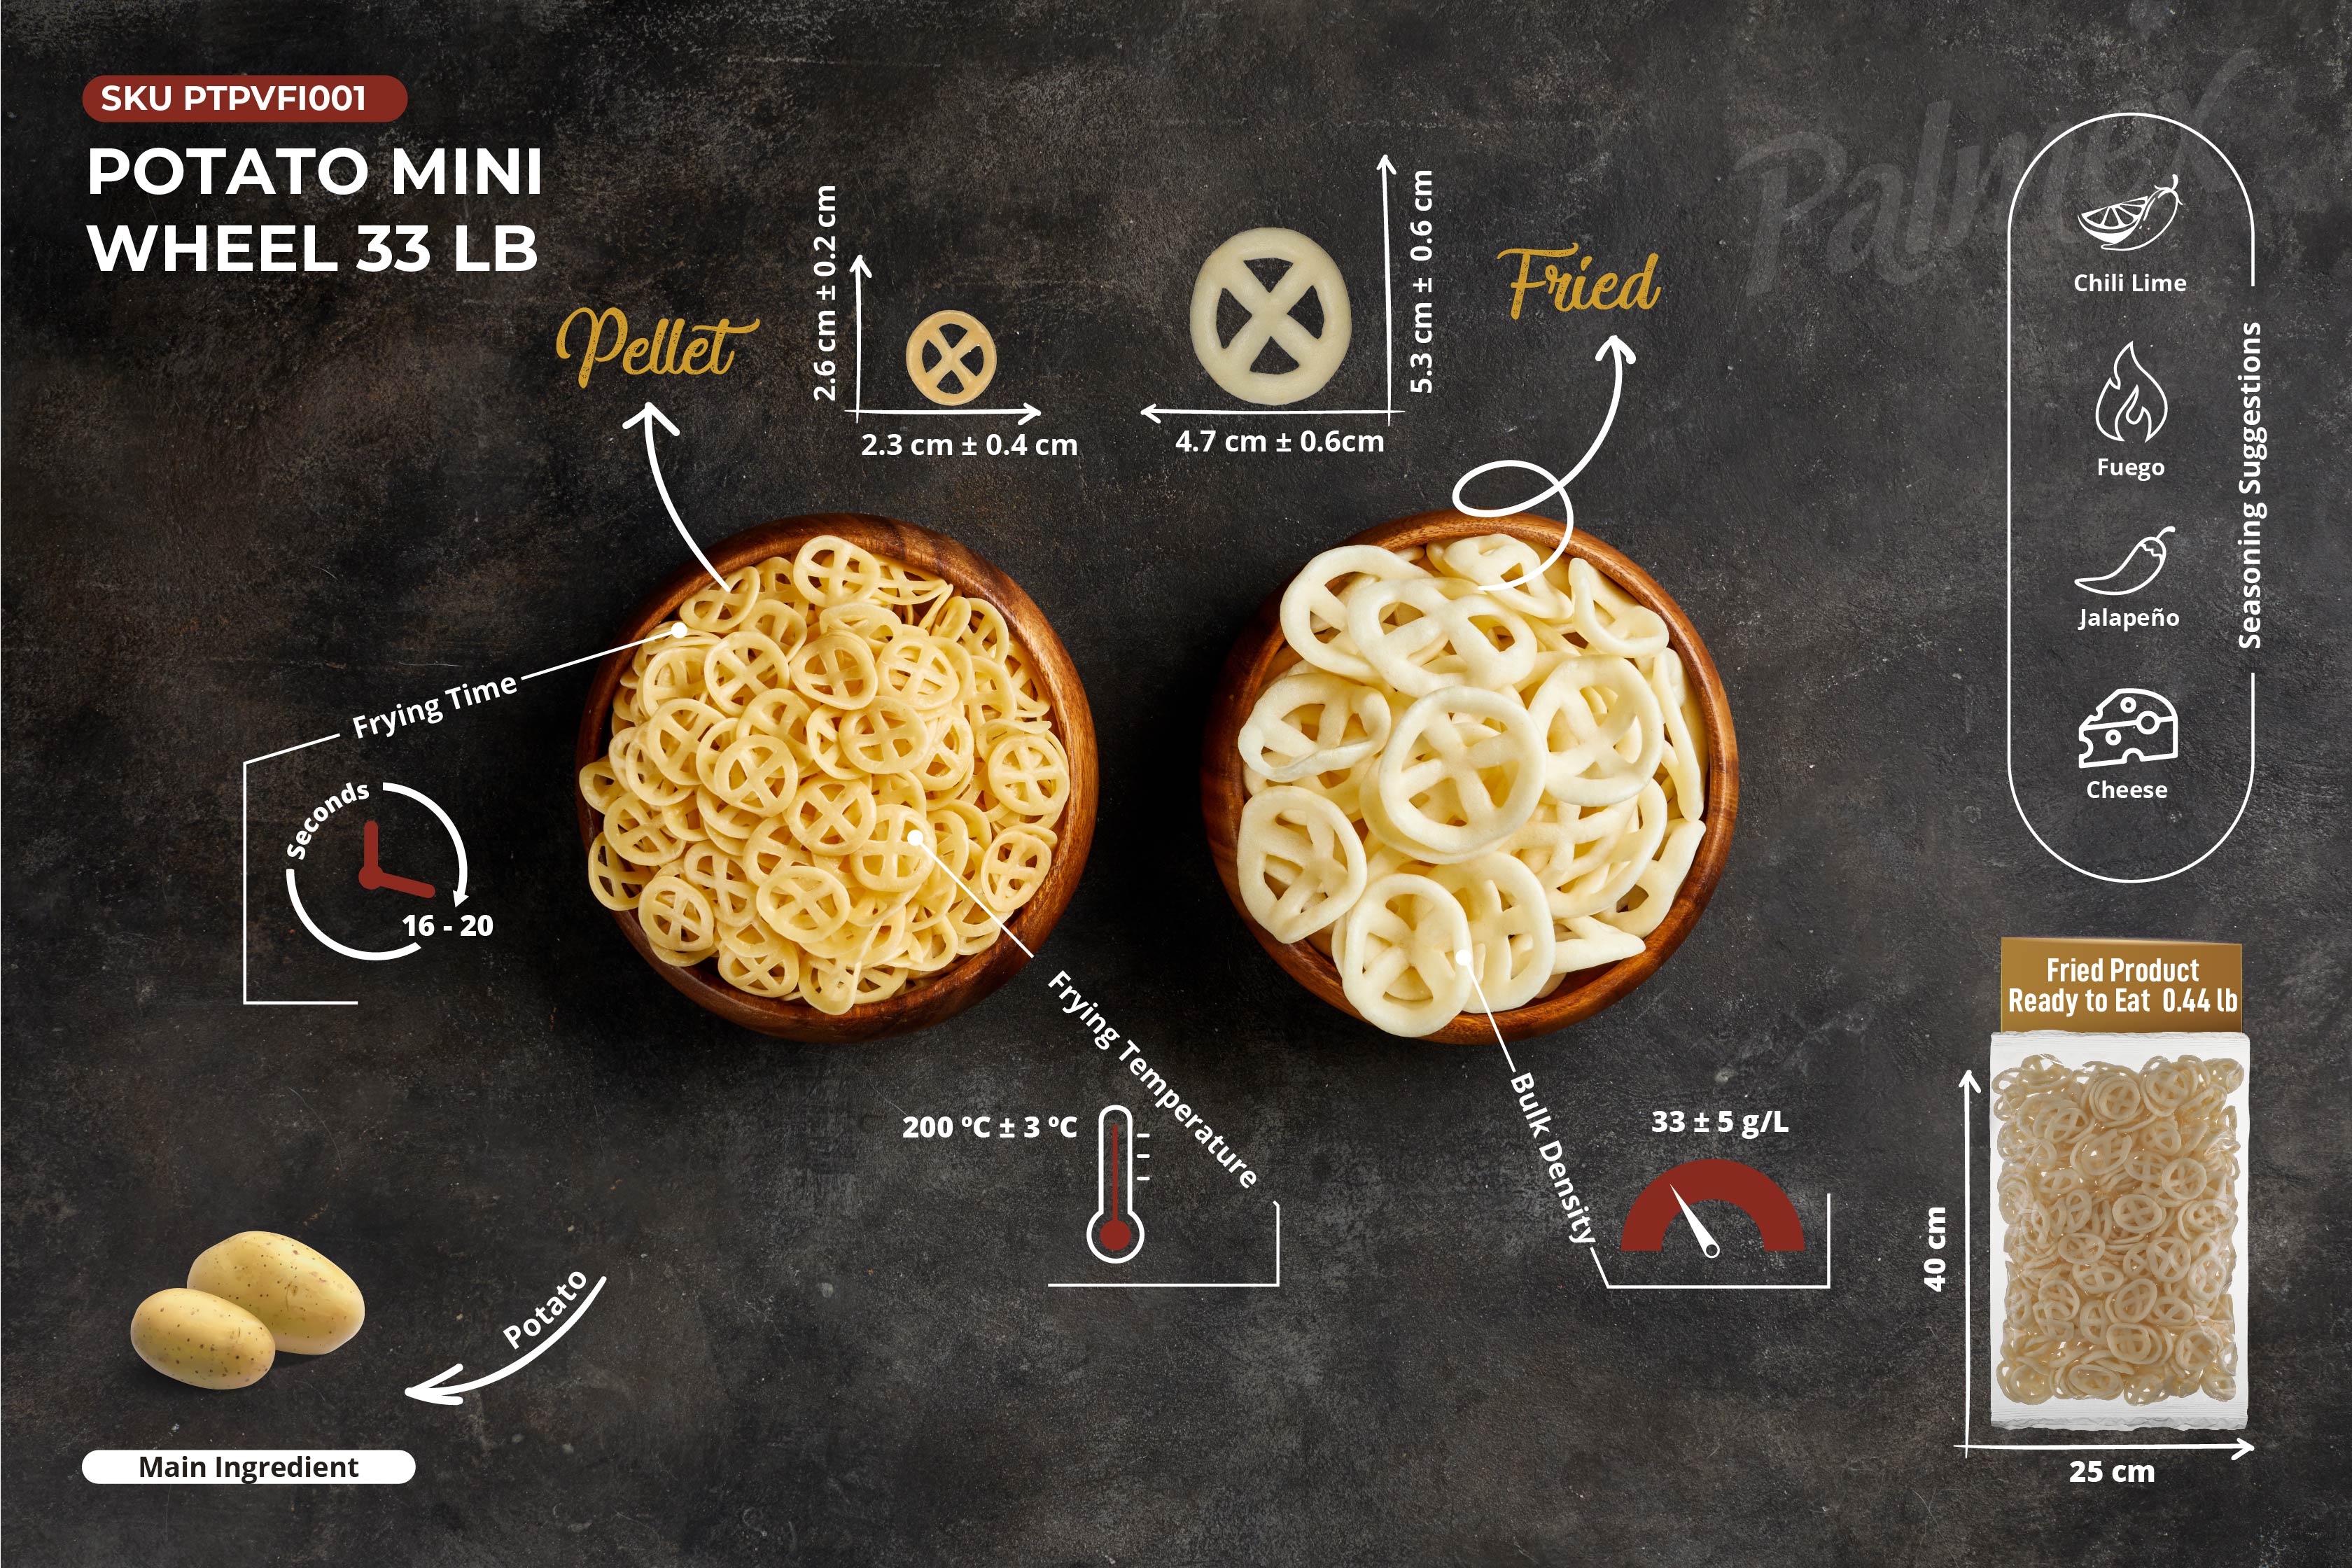 SKU PTPVFI001
POTATO MINI
WHEEL 33 LB
Palmex
Pellet
2.6 cm ± 0.2 cm
2.3 cm ± 0.4 cm
4.7 cm ± 0.6cm
5.3 cm ± 0.6 cm
Fried
Chili Lime
Fuego
Jalapeño
Cheese
Seasoning Suggestions
Frying Time
Seconds
16 - 20
Frying Temperature
200 ºC ± 3 ºC
Bulk Density
33 ± 5 g/L
Fried Product
Ready to Eat 0.44 lb
40 cm
25 cm
Potato
Main Ingredient